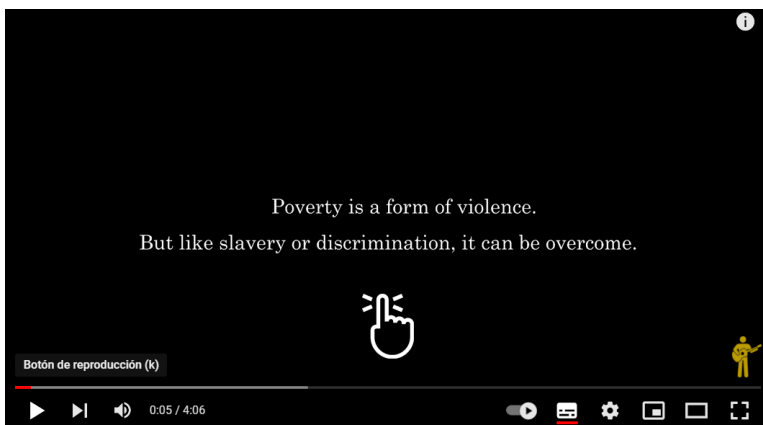 Poverty is a form of violence.
But like slavery or discrimination, it can be overcome.
Botón de reproducción (k)
0:05 / 4:06